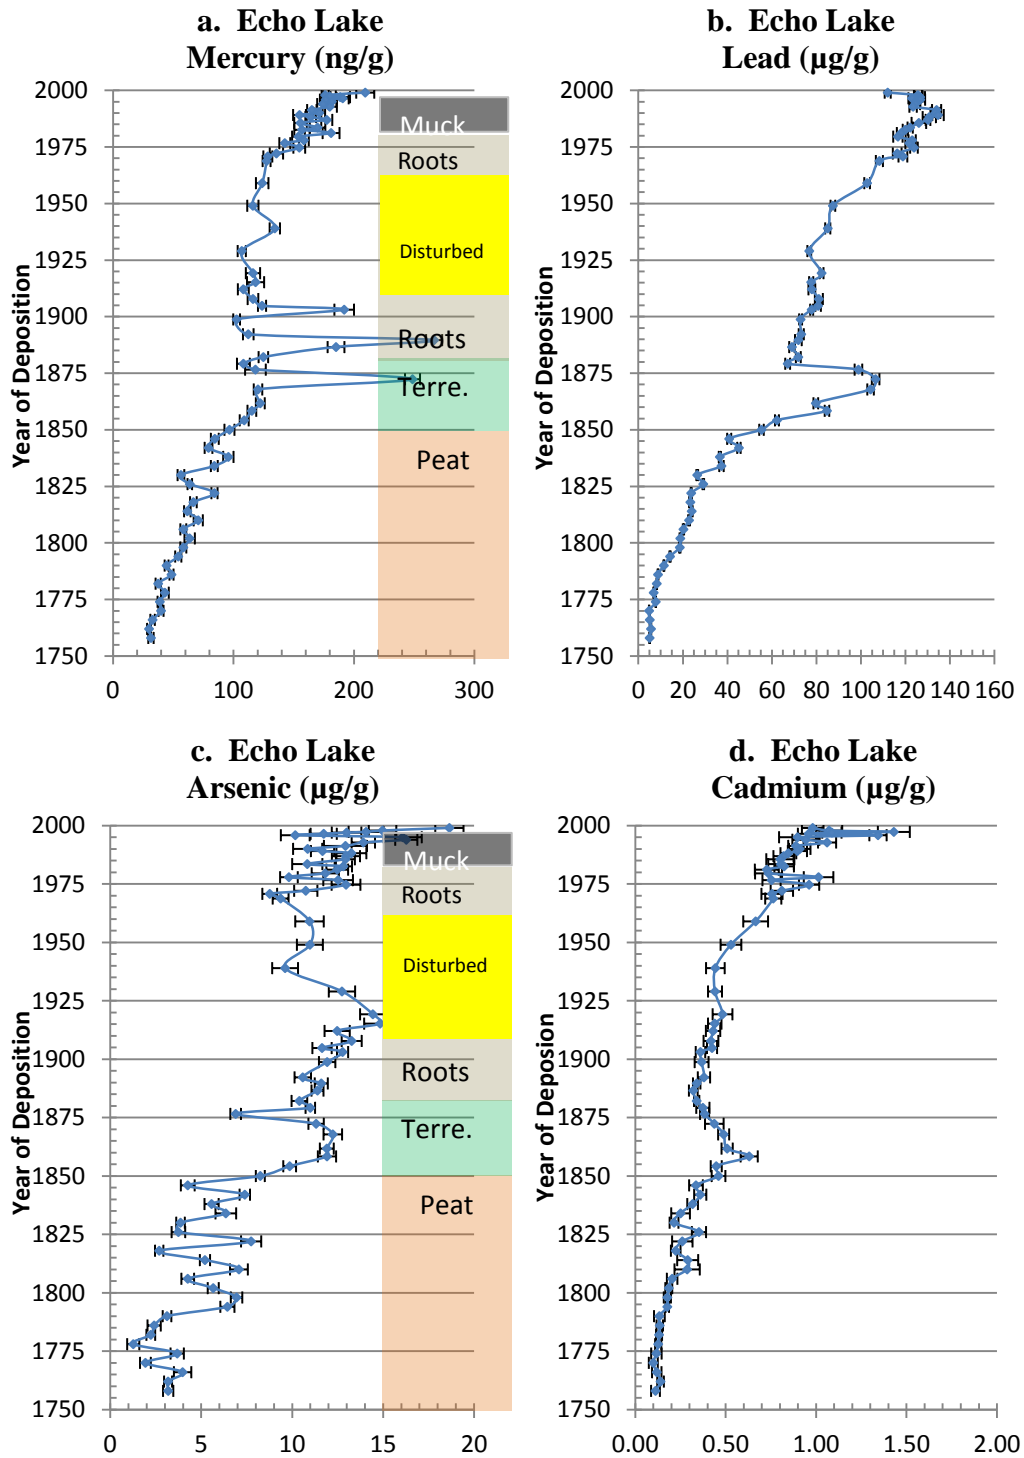 a. Echo Lake
Mercury (ng/g)
Year of Deposition
2000
1975
1950
1925
1900
1875
1850
1825
1800
1775
1750
0
100
200
300
Muck
Roots
Disturbed
Roots
Terre.
Peat
b. Echo Lake
Lead (µg/g)
Year of Deposition
2000
1975
1950
1925
1900
1875
1850
1825
1800
1775
1750
0
20
40
60
80
100
120
140
160
c. Echo Lake
Arsenic (µg/g)
Year of Deposition
2000
1975
1950
1925
1900
1875
1850
1825
1800
1775
1750
0
5
10
15
20
Muck
Roots
Disturbed
Roots
Terre.
Peat
d. Echo Lake
Cadmium (µg/g)
Year of Deposion
2000
1975
1950
1925
1900
1875
1850
1825
1800
1775
1750
0.00
0.50
1.00
1.50
2.00